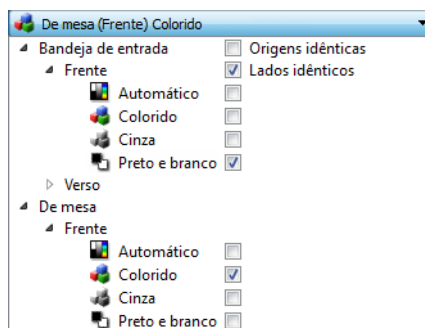 De mesa (Frente) Colorido
Bandeja de entrada Origens idênticas
Frente Lados idênticos
Automático
Colorido
Cinza
Preto e branco
Verso
De mesa
Frente
Automático
Colorido
Cinza
Preto e branco